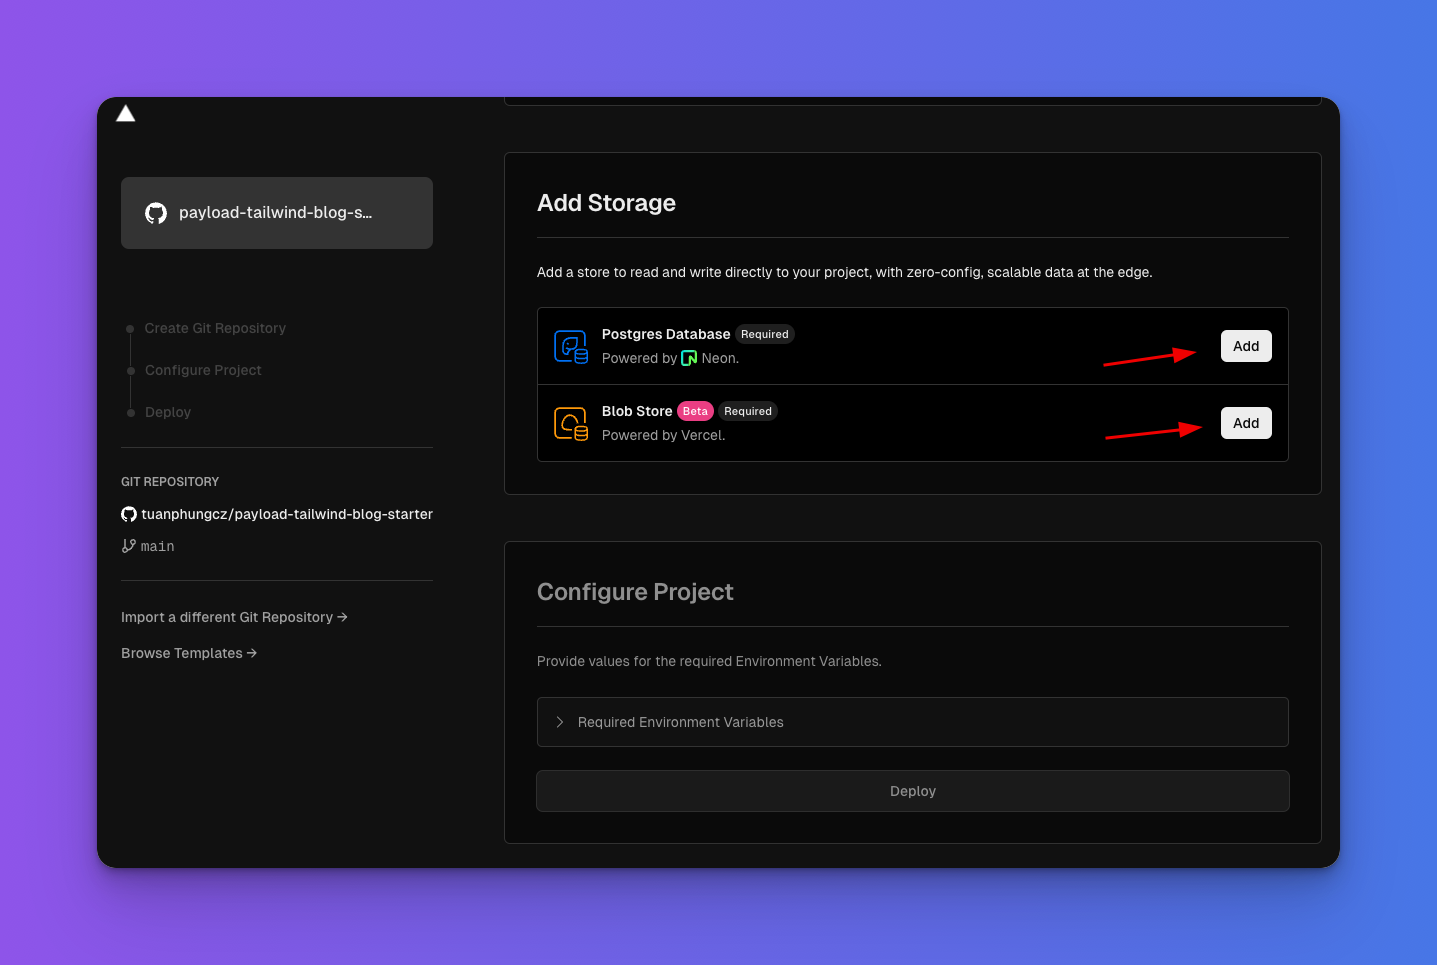 payload-tailwind-blog-s...
Create Git Repository
Configure Project
Deploy
GIT REPOSITORY
tuanphungcz/payload-tailwind-blog-starter
main
Import a different Git Repository →
Browse Templates →
Add Storage
Add a store to read and write directly to your project, with zero-config, scalable data at the edge.
Postgres Database Required
Powered by Neon.
Add
Blob Store Beta Required
Powered by Vercel.
Add
Configure Project
Provide values for the required Environment Variables.
Required Environment Variables
Deploy